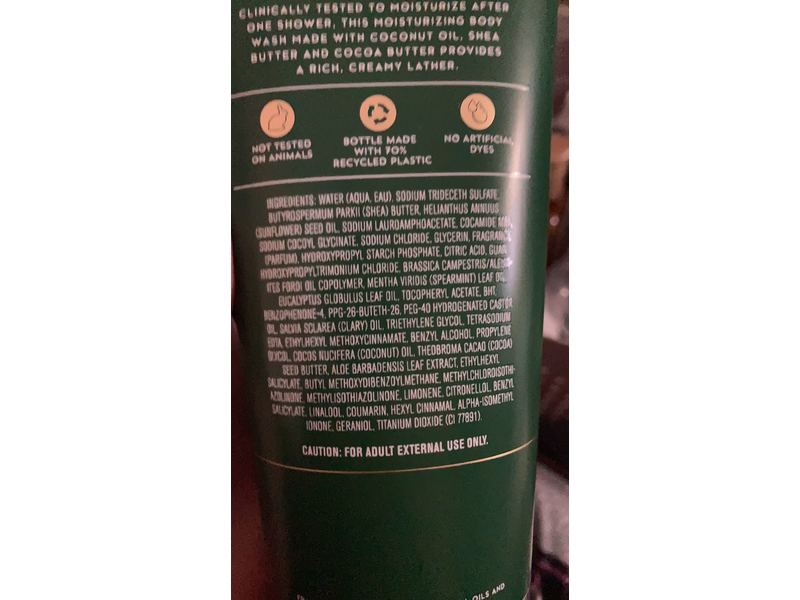 CLINICALLY TESTED TO MOISTURIZE AFTER
ONE SHOWER, THIS MOISTURIZING BODY
WASH MADE WITH COCONUT OIL, SHEA
BUTTER AND COCOA BUTTER PROVIDES
A RICH, CREAMY LATHER.
NOT TESTED
ON ANIMALS
BOTTLE MADE
WITH 70%
RECYCLED PLASTIC
NO ARTIFICIAL
DYES
INGREDIENTS: WATER (AQUA, EAU), SODIUM TRIDECETH SULFATE,
BUTYROSPERMUM PARKII (SHEA) BUTTER, HELIANTHUS ANNUUS
(SUNFLOWER) SEED OIL, SODIUM LAUROAMPHOACETATE, COCAMIDE
SODIUM COCOYL GLYCINATE, SODIUM CHLORIDE, GLYCERIN, FRAGRANCE
(PARFUM), HYDROXYPROPYL STARCH PHOSPHATE, CITRIC ACID, GUAR
HYDROXYPROPYLTRIMONIUM CHLORIDE, BRASSICA
ITES FORDI OIL COPOLYMER, MENTHA VIRIDIS (SPEARMINT) LEAF OIL,
EUCALYPTUS GLOBULUS LEAF OIL, TOCOPHERYL ACETATE, BHT,
BENZOPHENONE-4, PPG-26-BUTETH-26, PEG-40 HYDROGENATED CASTOR
OIL, SALVIA SCLAREA (CLARY) OIL, TRIETHYLENE GLYCOL, TETRASODIUM
EDTA, ETHYLHEXYL METHOXYCINNAMATE, BENZYL ALCOHOL, PROPYLENE
GLYCOL, COCOS NUCIFERA (COCONUT) OIL, THEOBROMA CACAO (COCOA)
SEED BUTTER, ALOE BARBADENSIS LEAF EXTRACT, ETHYLHEXYL
SALICYLATE, BUTYL METHOXYDIBENZOYLMETHANE, METHYLCHLOROISOTHI-
AZOLINONE, METHYLISOTHIAZOLINONE, LIMONENE, CITRONELLOL, BENZYL
SALICYLATE, LINALOOL, COUMARIN, HEXYL CINNAMAL, ALPHA-ISOMETHYL
IONONE, GERANIOL, TITANIUM DIOXIDE (CI 77891).
CAUTION: FOR ADULT EXTERNAL USE ONLY.
OILS AND